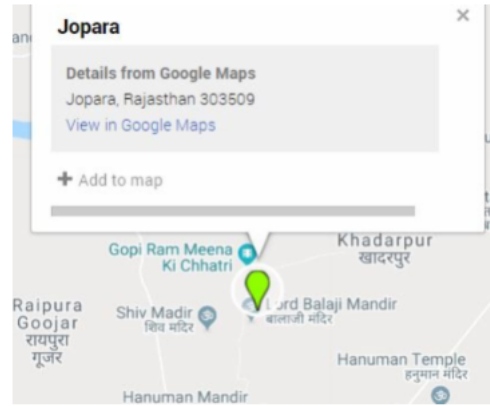 Jopara
Details from Google Maps
Jopara, Rajasthan 303509
View in Google Maps
Add to map
Gopi Ram Meena
Ki Chhatri
Khadarpur
खादरपुर
Raipura
Goojar
रायपुरा
गूजर
Shiv Madir
शिव मंदिर
Lord Balaji Mandir
बालाजी मंदिर
Hanuman Temple
हनुमान मंदिर
Hanuman Mandir